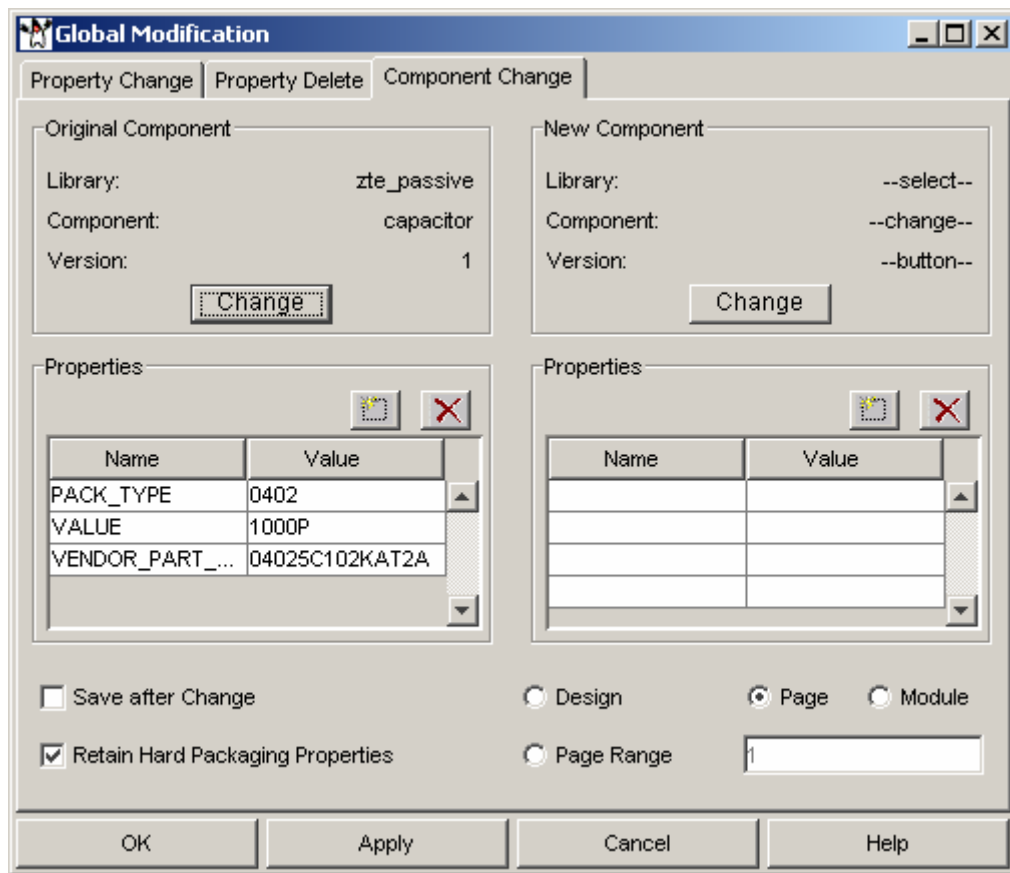 Global Modification
Property Change Property Delete Component Change
Original Component
Library: zte_passive
Component: capacitor
Version: 1
Change
New Component
Library: --select--
Component: --change--
Version: --button--
Change
Properties
Name Value
PACK_TYPE 0402
VALUE 1000P
VENDOR_PART_... 04025C102KAT2A
Properties
Name Value
Save after Change
Retain Hard Packaging Properties
Design Page Module
Page Range 1
OK Apply Cancel Help